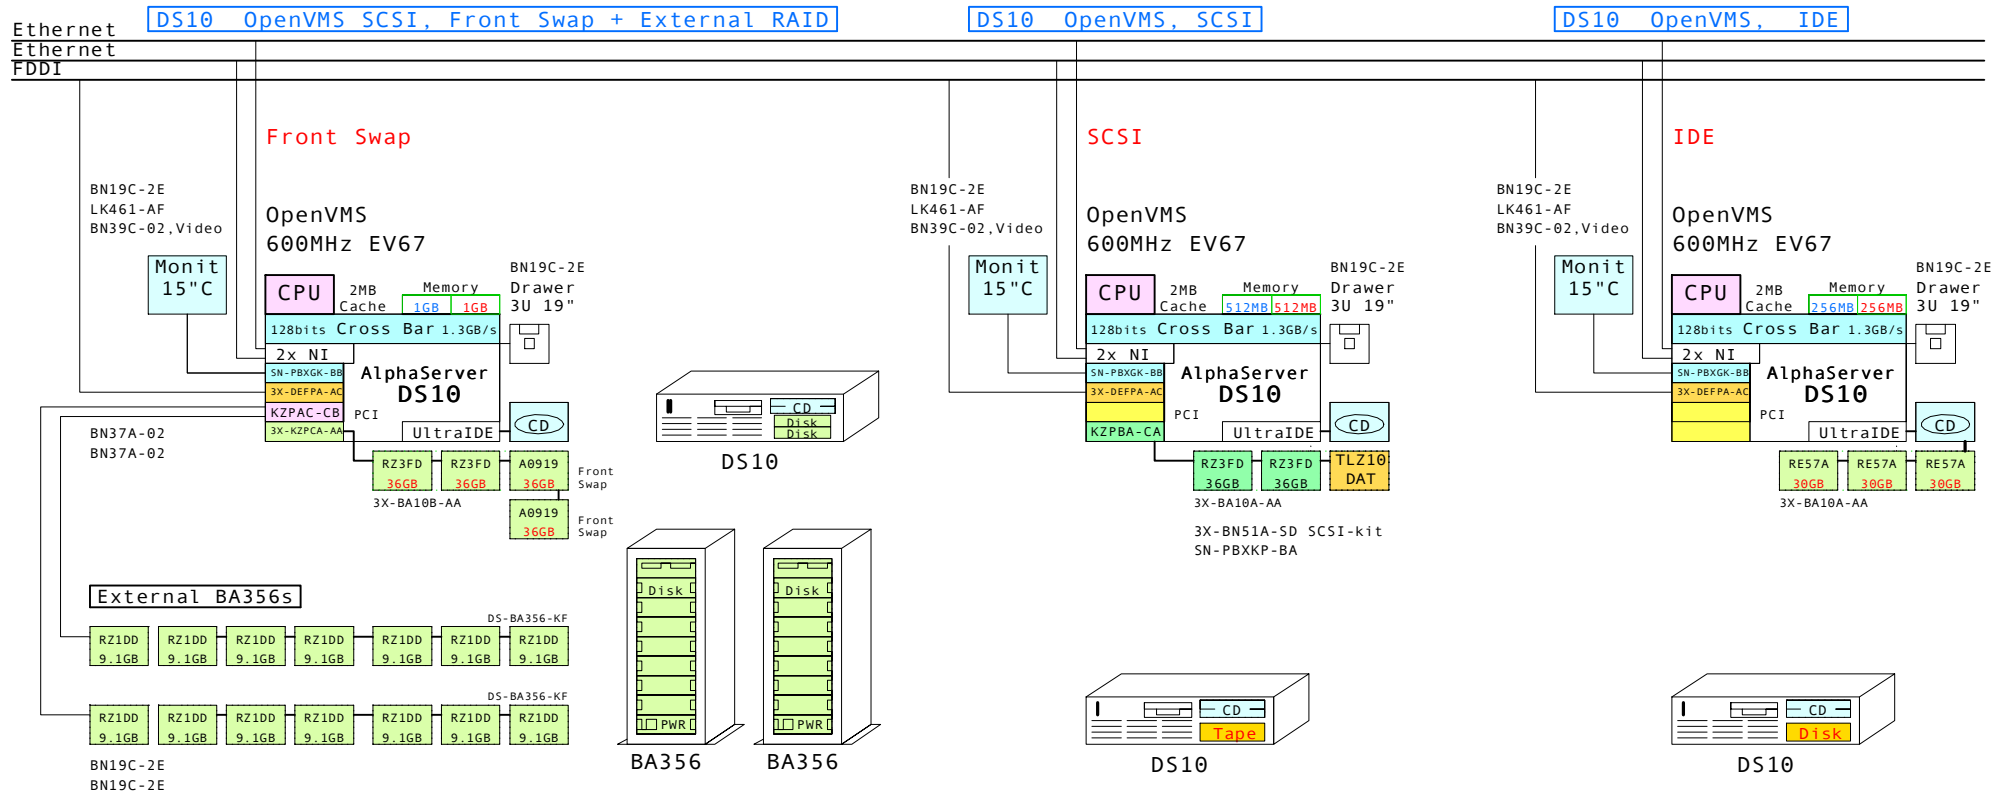 DS10 OpenVMS SCSI, Front Swap + External RAID
DS10 OpenVMS, SCSI
DS10 OpenVMS, IDE
Ethernet
Ethernet
FDDI
Front Swap
BN19C-2E
LK461-AF
BN39C-02,Video
OpenVMS
600MHz EV67
Monit
15"C
CPU
2MB
Cache
Memory
1GB 1GB
BN19C-2E
Drawer
3U 19"
128bits Cross Bar 1.3GB/s
2x NI
SN-PBXGK-BB
3X-DEFPA-AC
KZPAC-CB
3X-KZPCA-AA
AlphaServer
DS10
PCI
UltraIDE
CD
BN37A-02
BN37A-02
RZ3FD
36GB
RZ3FD
36GB
A0919
36GB
Front
Swap
3X-BA10B-AA
A0919
36GB
Front
Swap
CD
Disk
Disk
DS10
External BA356s
DS-BA356-KF
RZ1DD RZ1DD RZ1DD RZ1DD RZ1DD RZ1DD RZ1DD
9.1GB 9.1GB 9.1GB 9.1GB 9.1GB 9.1GB 9.1GB
DS-BA356-KF
RZ1DD RZ1DD RZ1DD RZ1DD RZ1DD RZ1DD RZ1DD
9.1GB 9.1GB 9.1GB 9.1GB 9.1GB 9.1GB 9.1GB
BN19C-2E
BN19C-2E
Disk
PWR
BA356
Disk
PWR
BA356
SCSI
BN19C-2E
LK461-AF
BN39C-02,Video
OpenVMS
600MHz EV67
Monit
15"C
CPU
2MB
Cache
Memory
512MB 512MB
BN19C-2E
Drawer
3U 19"
128bits Cross Bar 1.3GB/s
2x NI
SN-PBXGK-BB
3X-DEFPA-AC
KZPBA-CA
AlphaServer
DS10
PCI
UltraIDE
CD
RZ3FD
36GB
RZ3FD
36GB
TLZ10
DAT
3X-BA10A-AA
3X-BN51A-SD SCSI-kit
SN-PBXKP-BA
CD
Tape
DS10
IDE
BN19C-2E
LK461-AF
BN39C-02,Video
OpenVMS
600MHz EV67
Monit
15"C
CPU
2MB
Cache
Memory
256MB 256MB
BN19C-2E
Drawer
3U 19"
128bits Cross Bar 1.3GB/s
2x NI
SN-PBXGK-BB
3X-DEFPA-AC
AlphaServer
DS10
PCI
UltraIDE
CD
RE57A
30GB
RE57A
30GB
RE57A
30GB
3X-BA10A-AA
CD
Disk
DS10